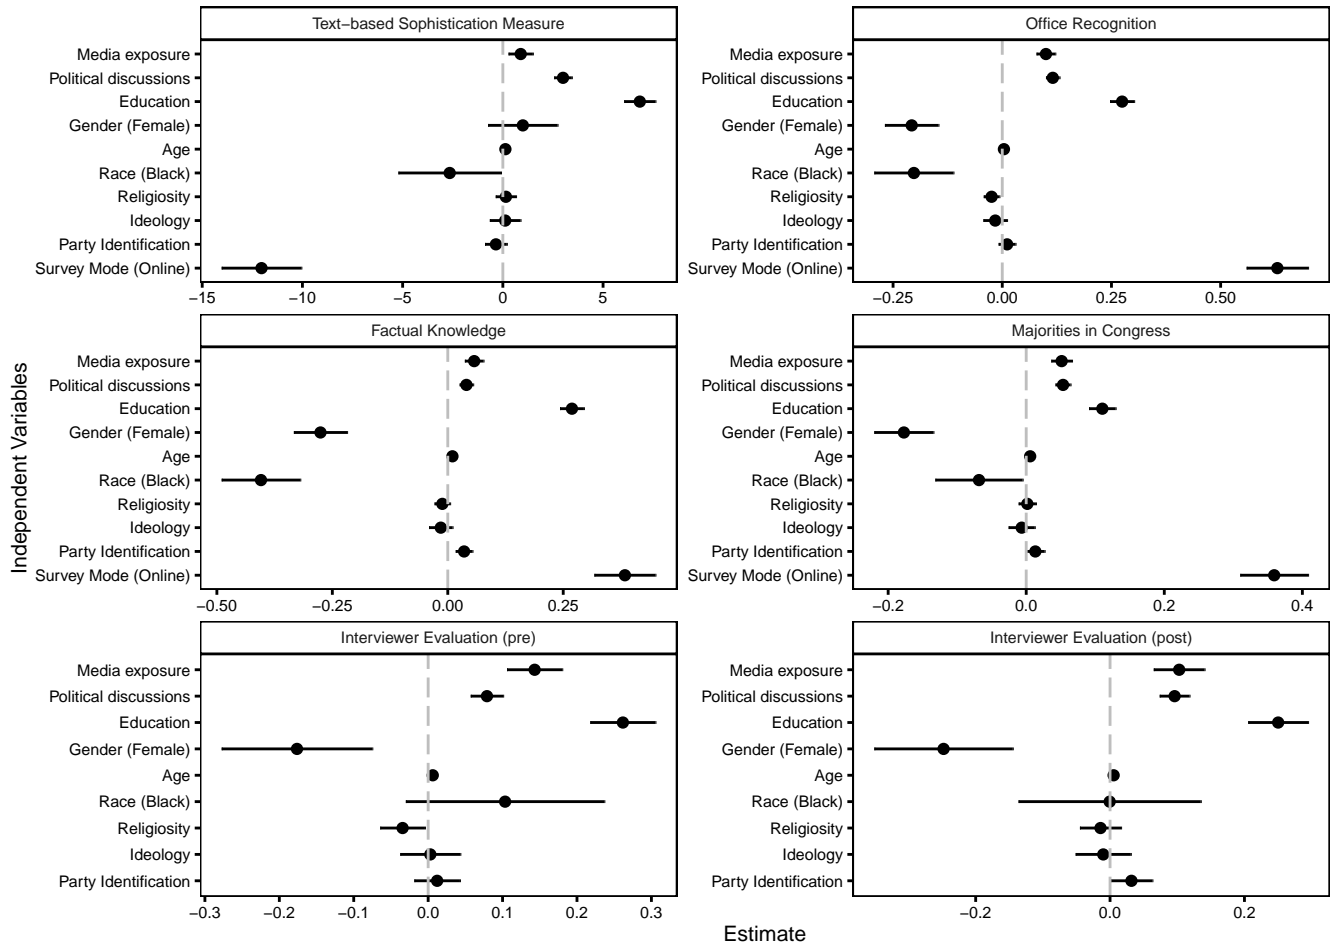 Text−based Sophistication Measure
Media exposure
Political discussions
Education
Gender (Female)
Age
Race (Black)
Religiosity
Ideology
Party Identification
Survey Mode (Online)
−15 −10 −5 0 5
Office Recognition
Media exposure
Political discussions
Education
Gender (Female)
Age
Race (Black)
Religiosity
Ideology
Party Identification
Survey Mode (Online)
−0.25 0.00 0.25 0.50
Independent Variables
Factual Knowledge
Media exposure
Political discussions
Education
Gender (Female)
Age
Race (Black)
Religiosity
Ideology
Party Identification
Survey Mode (Online)
−0.50 −0.25 0.00 0.25
Majorities in Congress
Media exposure
Political discussions
Education
Gender (Female)
Age
Race (Black)
Religiosity
Ideology
Party Identification
Survey Mode (Online)
−0.2 0.0 0.2 0.4
Interviewer Evaluation (pre)
Media exposure
Political discussions
Education
Gender (Female)
Age
Race (Black)
Religiosity
Ideology
Party Identification
−0.3 −0.2 −0.1 0.0 0.1 0.2 0.3
Interviewer Evaluation (post)
Media exposure
Political discussions
Education
Gender (Female)
Age
Race (Black)
Religiosity
Ideology
Party Identification
−0.2 0.0 0.2
Estimate